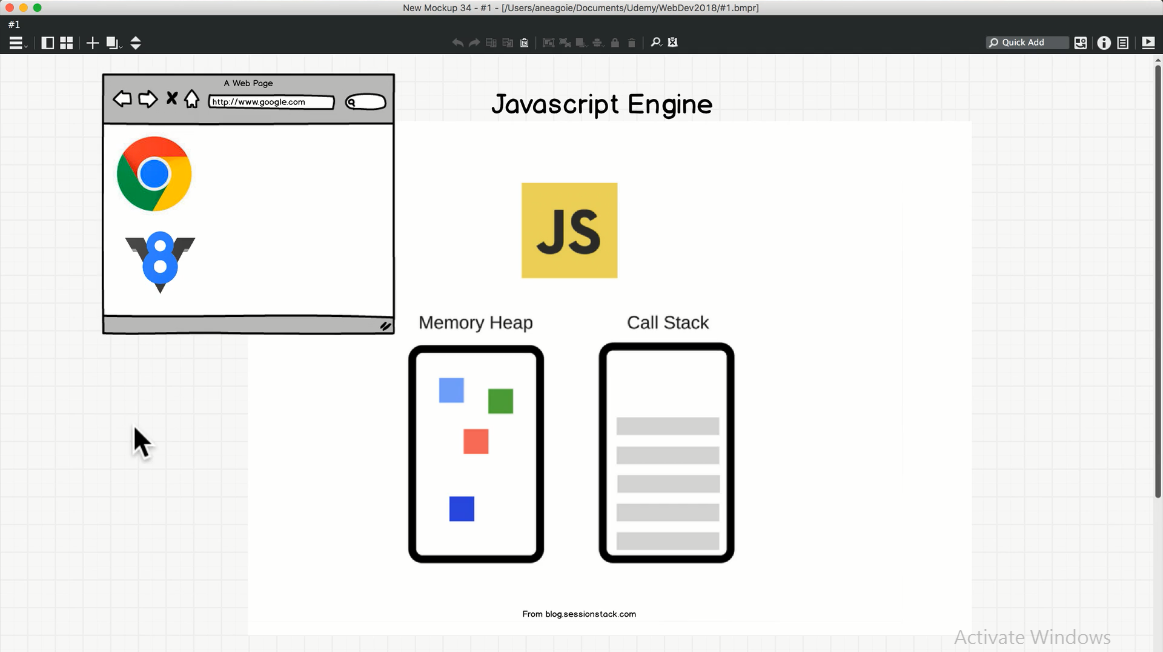 New Mockup 34 - #1 - [/Users/aneagoie/Documents/Udemy/WebDev2018/#1.bmpr]
#1
Quick Add
A Web Page
http://www.google.com
Javascript Engine
JS
V8
Memory Heap
Call Stack
From blog.sessionstack.com
Activate Windows